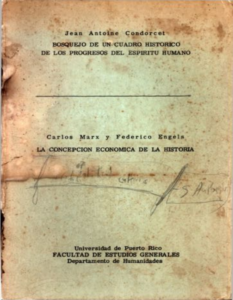 Jean Antoine Condorcet
BOSQUEJO DE UN CUADRO HISTORICO
DE LOS PROGRESOS DEL ESPIRITU HUMANO
Carlos Marx y Federico Engels
LA CONCEPCION ECONOMICA DE LA HISTORIA
Universidad de Puerto Rico
FACULTAD DE ESTUDIOS GENERALES
Departamento de Humanidades